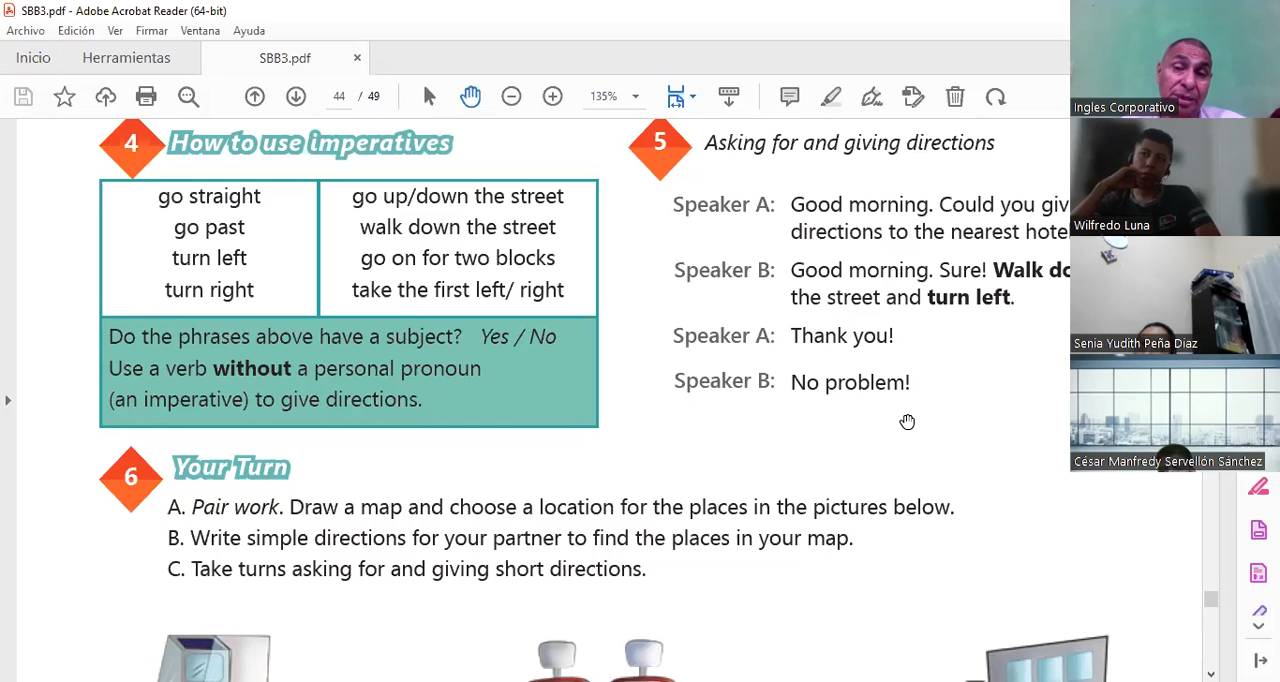 SBB3.pdf - Adobe Acrobat Reader (64-bit)
Archivo Edición Ver Firmar Ventana Ayuda
Inicio Herramientas SBB3.pdf ×
44 / 49 135%
4 How to use imperatives
go straight
go past
turn left
turn right
go up/down the street
walk down the street
go on for two blocks
take the first left/ right
Do the phrases above have a subject? Yes / No
Use a verb without a personal pronoun
(an imperative) to give directions.
5 Asking for and giving directions
Speaker A: Good morning. Could you
directions to the nearest
Speaker B: Good morning. Sure! Walk
the street and turn left.
Speaker A: Thank you!
Speaker B: No problem!
6 Your Turn
A. Pair work. Draw a map and choose a location for the places in the pictures below.
B. Write simple directions for your partner to find the places in your map.
C. Take turns asking for and giving short directions.
Ingles Corporativo
Wilfredo Luna
Senia Yudith Peña Diaz
César Manfredy Servellón Sánchez